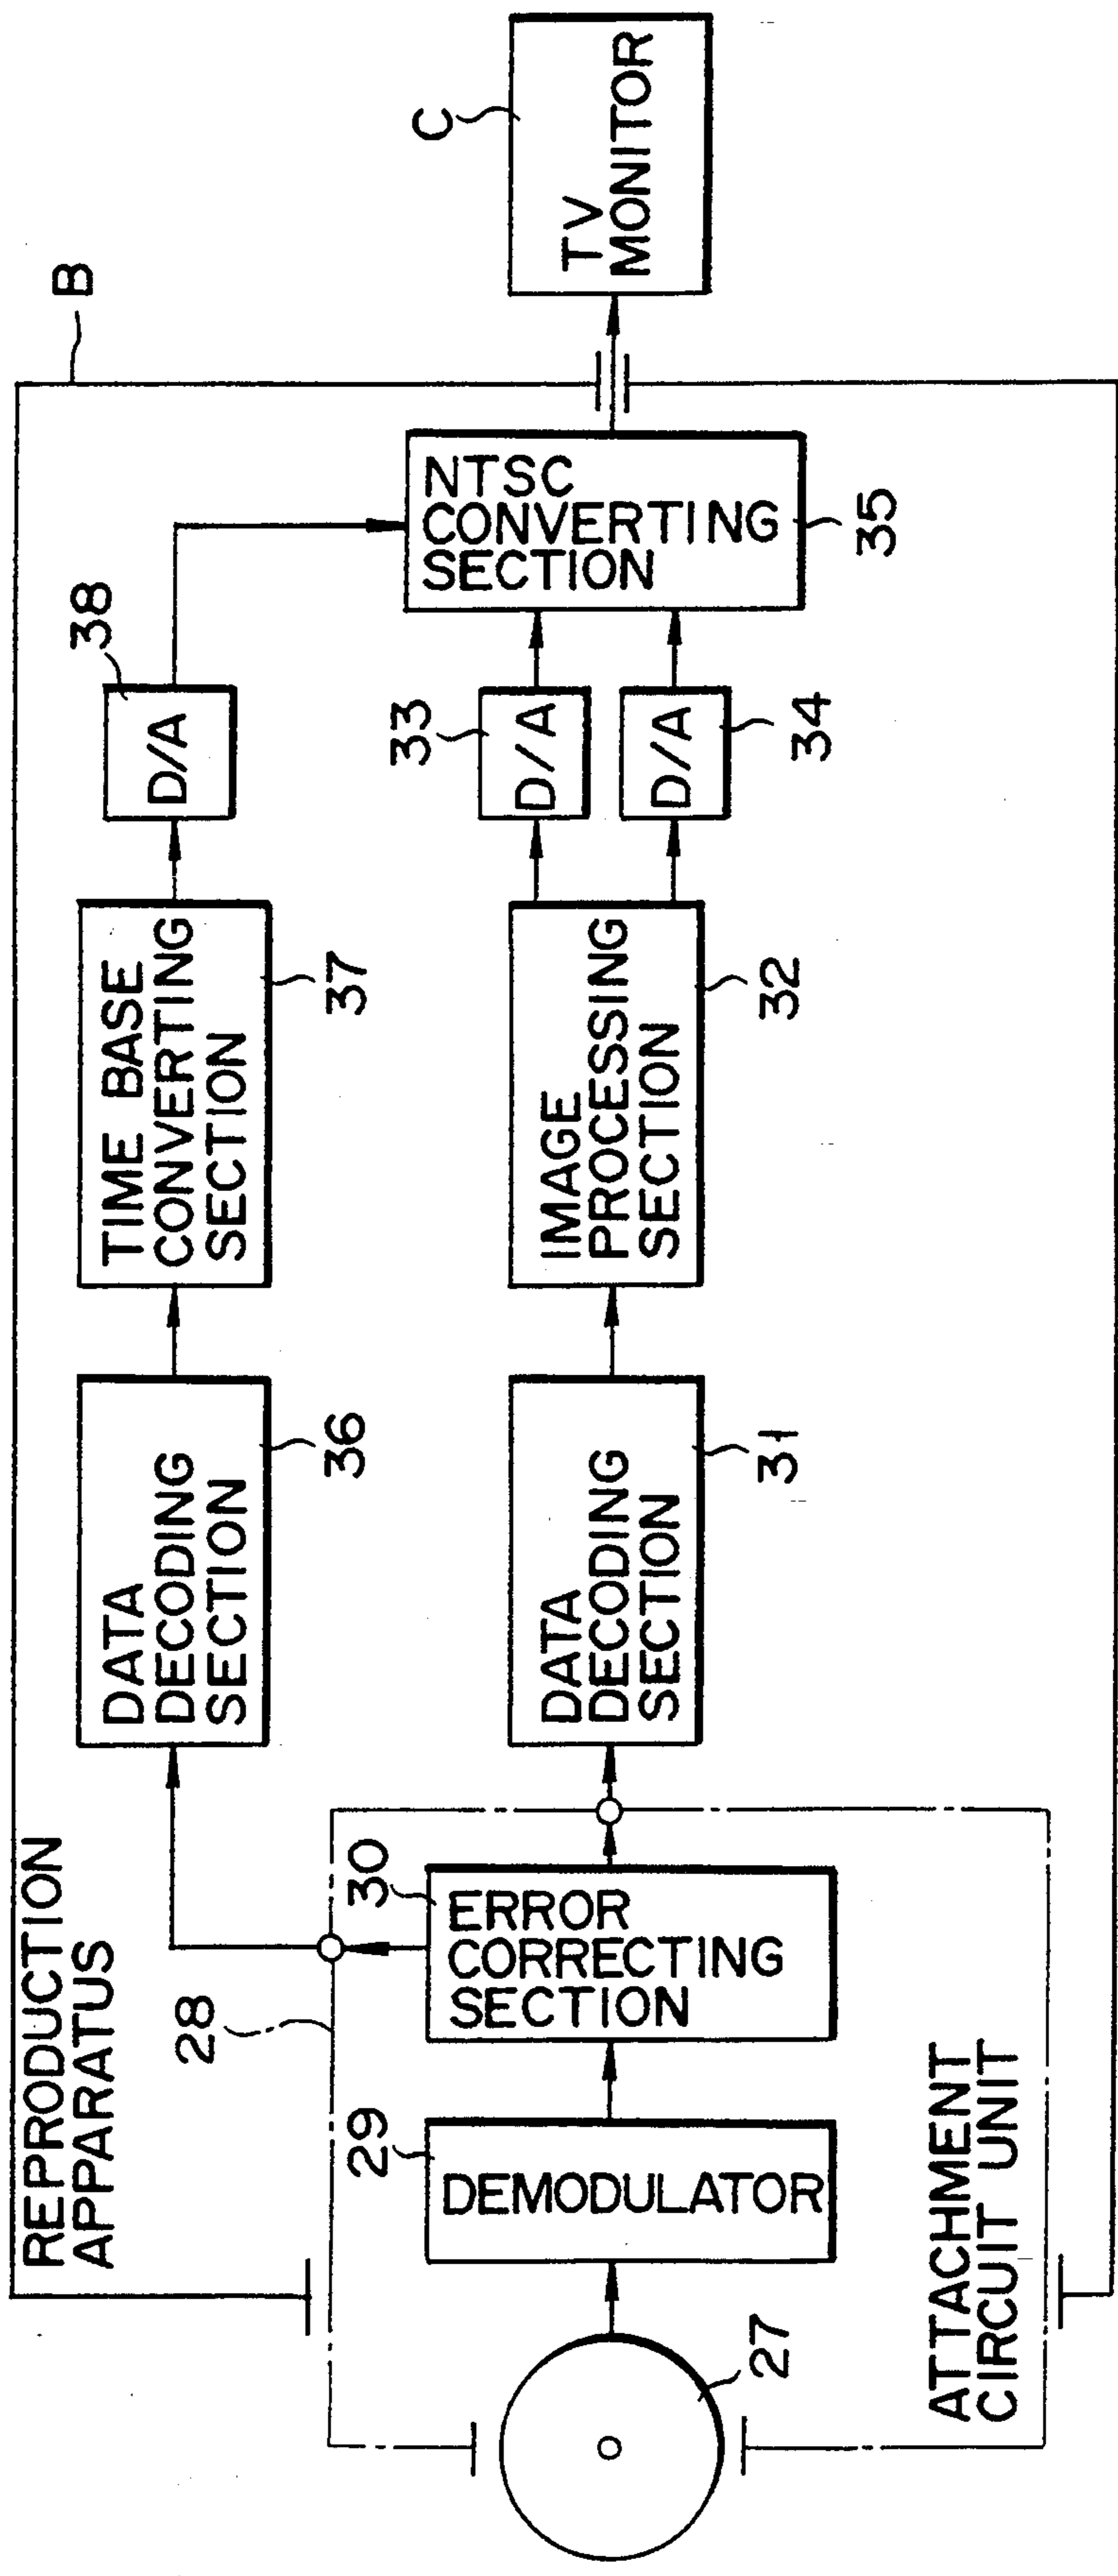 REPRODUCTION
APPARATUS
B
28
36
DATA
DECODING
SECTION
37
TIME BASE
CONVERTING
SECTION
38
D/A
27
29
DEMODULATOR
30
ERROR
CORRECTING
SECTION
31
DATA
DECODING
SECTION
32
IMAGE
PROCESSING
SECTION
33
D/A
34
D/A
35
NTSC
CONVERTING
SECTION
C
TV
MONITOR
ATTACHMENT
CIRCUIT UNIT